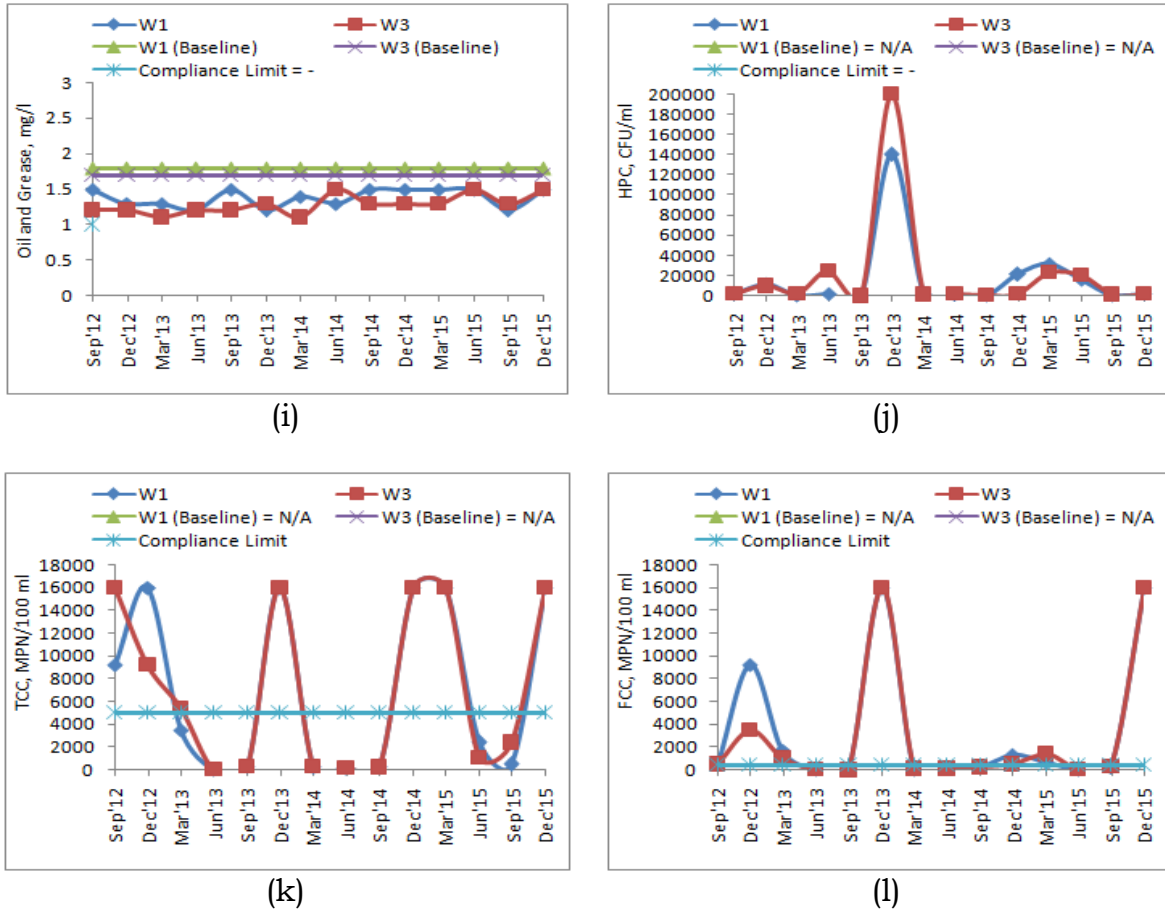 W1 W3
W1 (Baseline) W3 (Baseline)
Compliance Limit = -
Oil and Grease, mg/l
3
2.5
2
1.5
1
0.5
0
Sep'12 Dec'12 Mar'13 Jun'13 Sep'13 Dec'13 Mar'14 Jun'14 Sep'14 Dec'14 Mar'15 Jun'15 Sep'15 Dec'15
(i)
W1 W3
W1 (Baseline) = N/A W3 (Baseline) = N/A
Compliance Limit = -
HPC, CFU/ml
200000
180000
160000
140000
120000
100000
80000
60000
40000
20000
0
Sep'12 Dec'12 Mar'13 Jun'13 Sep'13 Dec'13 Mar'14 Jun'14 Sep'14 Dec'14 Mar'15 Jun'15 Sep'15 Dec'15
(j)
W1 W3
W1 (Baseline) = N/A W3 (Baseline) = N/A
Compliance Limit
TCC, MPN/100 ml
18000
16000
14000
12000
10000
8000
6000
4000
2000
0
Sep'12 Dec'12 Mar'13 Jun'13 Sep'13 Dec'13 Mar'14 Jun'14 Sep'14 Dec'14 Mar'15 Jun'15 Sep'15 Dec'15
(k)
W1 W3
W1 (Baseline) = N/A W3 (Baseline) = N/A
Compliance Limit
FCC, MPN/100 ml
18000
16000
14000
12000
10000
8000
6000
4000
2000
0
Sep'12 Dec'12 Mar'13 Jun'13 Sep'13 Dec'13 Mar'14 Jun'14 Sep'14 Dec'14 Mar'15 Jun'15 Sep'15 Dec'15
(l)